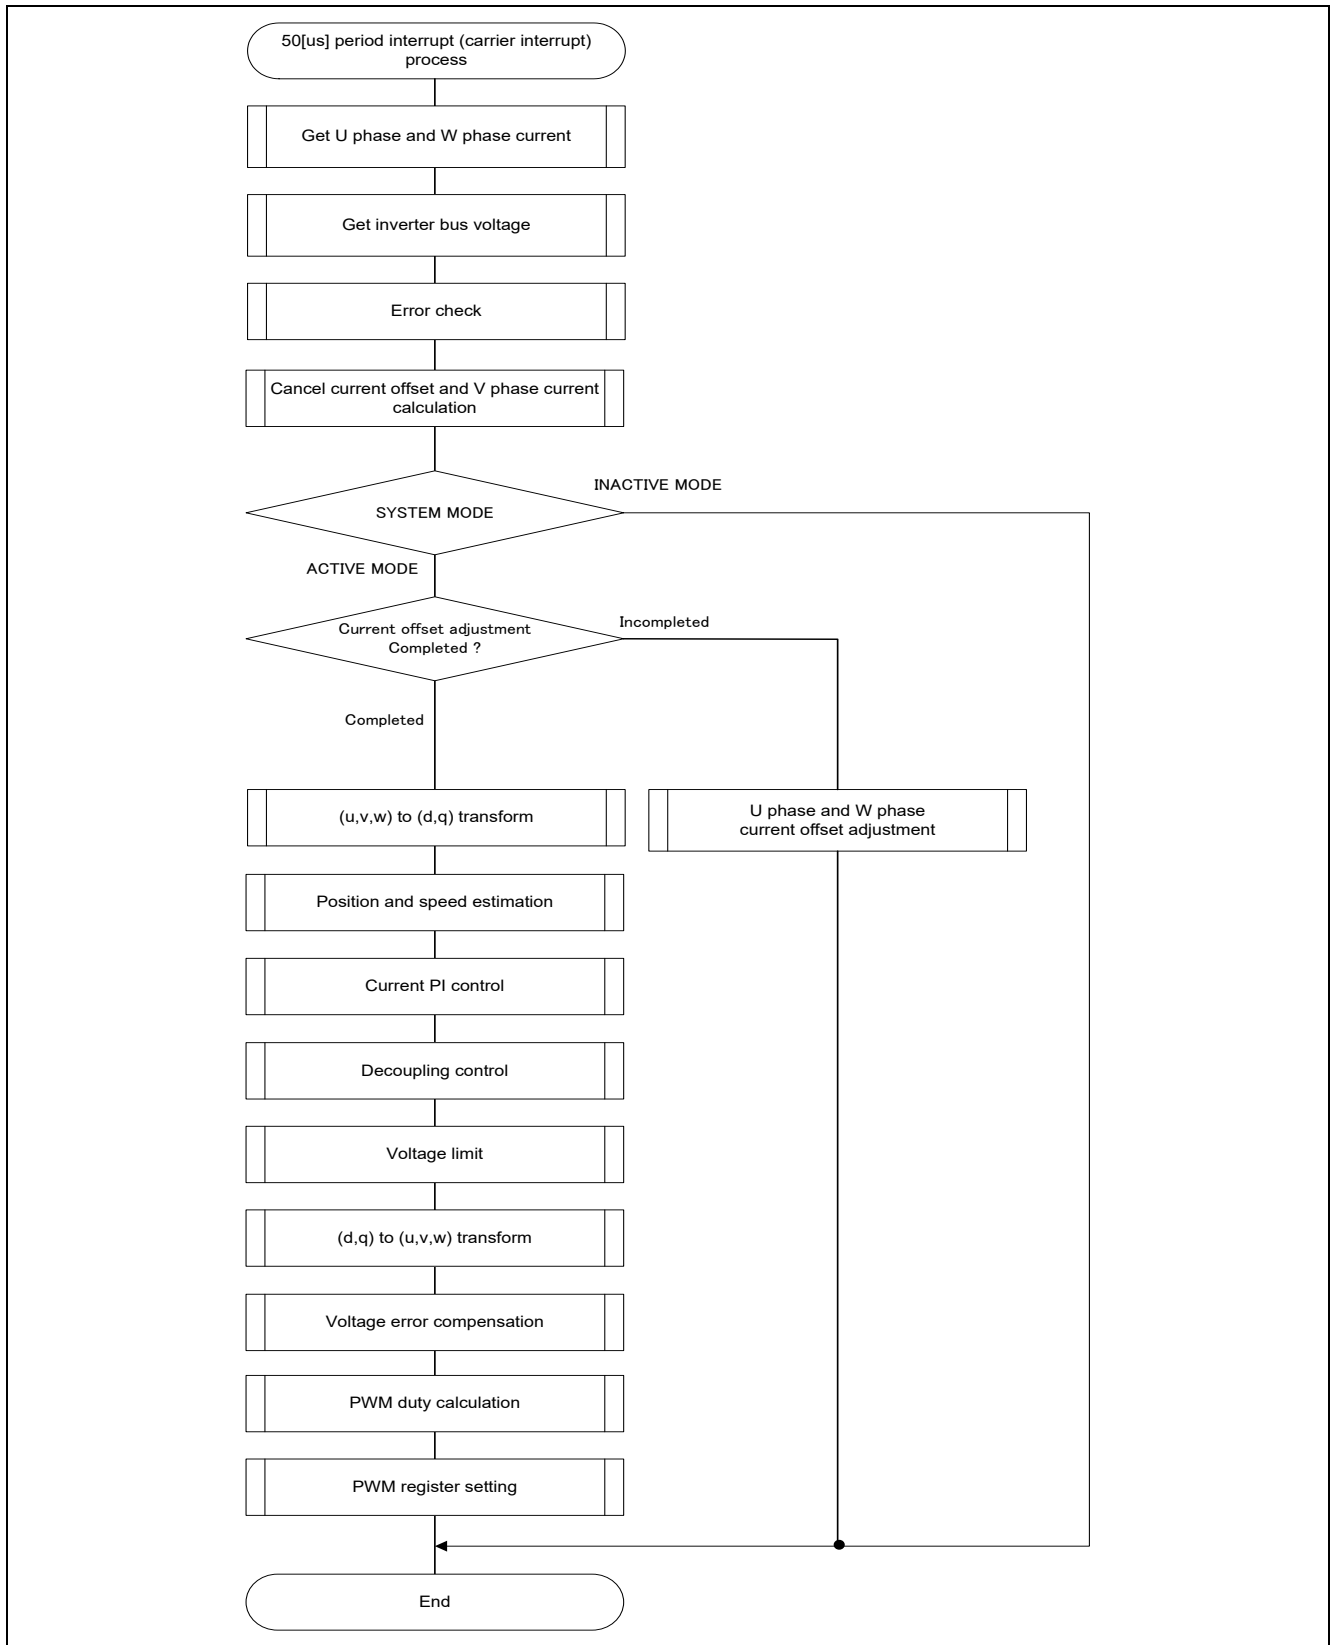 50[us] period interrupt (carrier interrupt)
process
Get U phase and W phase current
Get inverter bus voltage
Error check
Cancel current offset and V phase current
calculation
INACTIVE MODE
SYSTEM MODE
ACTIVE MODE
Incompleted
Current offset adjustment
Completed ?
Completed
(u,v,w) to (d,q) transform
U phase and W phase
current offset adjustment
Position and speed estimation
Current PI control
Decoupling control
Voltage limit
(d,q) to (u,v,w) transform
Voltage error compensation
PWM duty calculation
PWM register setting
End